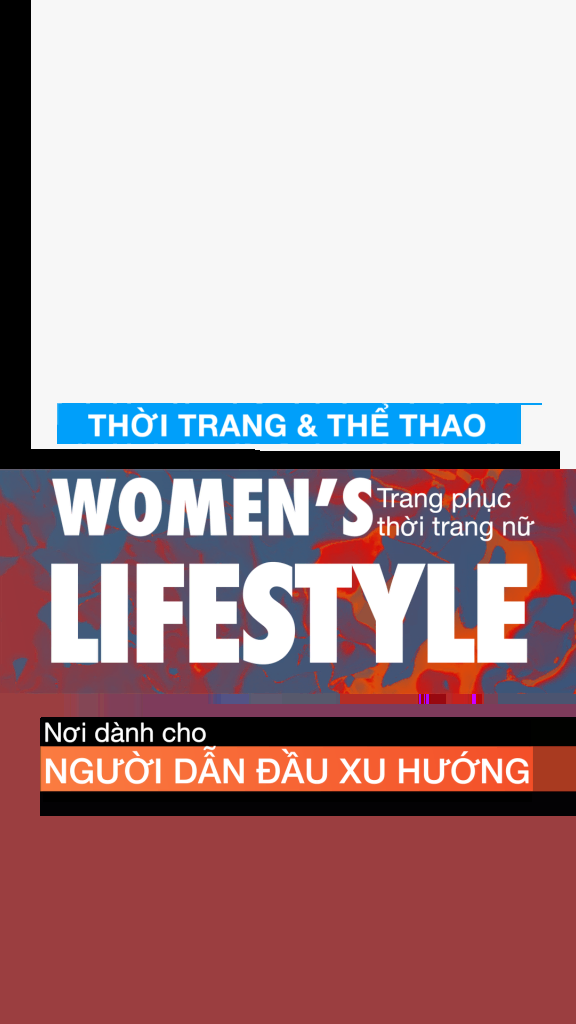 THỜI TRANG & THỂ THAO
WOMEN'S
Trang phục
thời trang nữ
LIFESTYLE
Nơi dành cho
NGƯỜI DẪN ĐẦU XU HƯỚNG